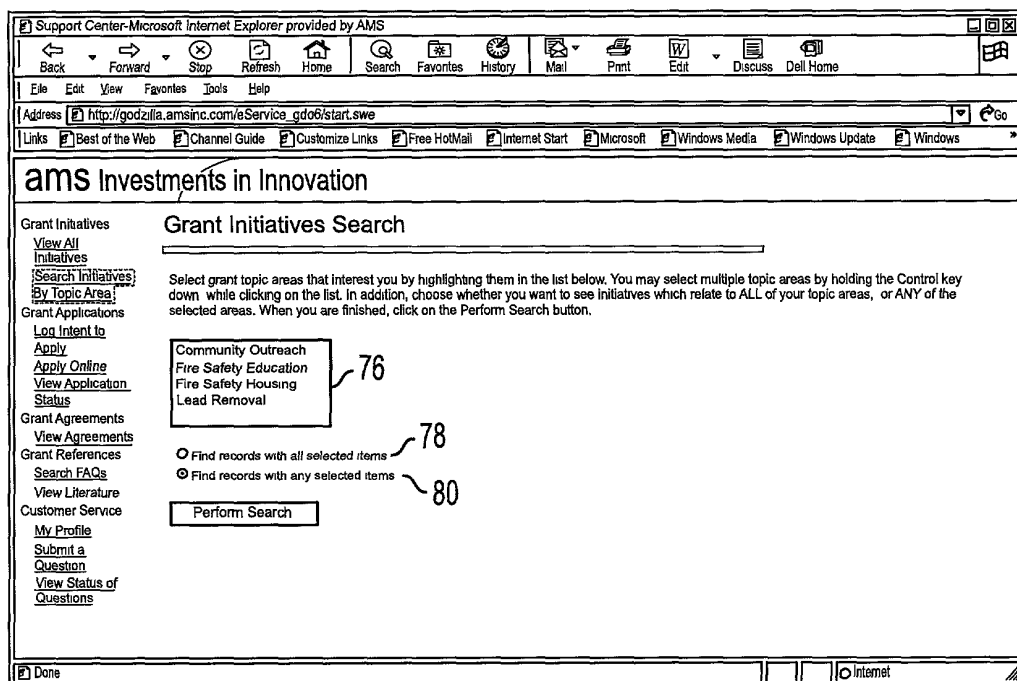 Support Center-Microsoft Internet Explorer provided by AMS
Back Forward Stop Refresh Home Search Favorites History Mail Print Edit Discuss Dell Home
File Edit View Favorites Tools Help
Address http://godzilla.amsinc.com/eService_gdo6/start.swe Go
Links Best of the Web Channel Guide Customize Links Free HotMail Internet Start Microsoft Windows Media Windows Update Windows »
ams Investments in Innovation
Grant Initiatives
View All
Initiatives
Search Initiatives
By Topic Area
Grant Applications
Log Intent to
Apply
Apply Online
View Application
Status
Grant Agreements
View Agreements
Grant References
Search FAQs
View Literature
Customer Service
My Profile
Submit a
Question
View Status of
Questions
Grant Initiatives Search
Select grant topic areas that interest you by highlighting them in the list below. You may select multiple topic areas by holding the Control key
down while clicking on the list. In addition, choose whether you want to see initiatives which relate to ALL of your topic areas, or ANY of the
selected areas. When you are finished, click on the Perform Search button.
Community Outreach
Fire Safety Education
Fire Safety Housing
Lead Removal
76
Find records with all selected items
78
Find records with any selected items
80
Perform Search
Done Internet